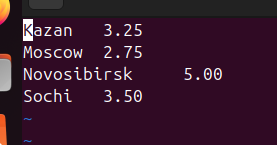 Kazan   3.25
Moscow  2.75
Novosibirsk     5.00
Sochi   3.50
~
~